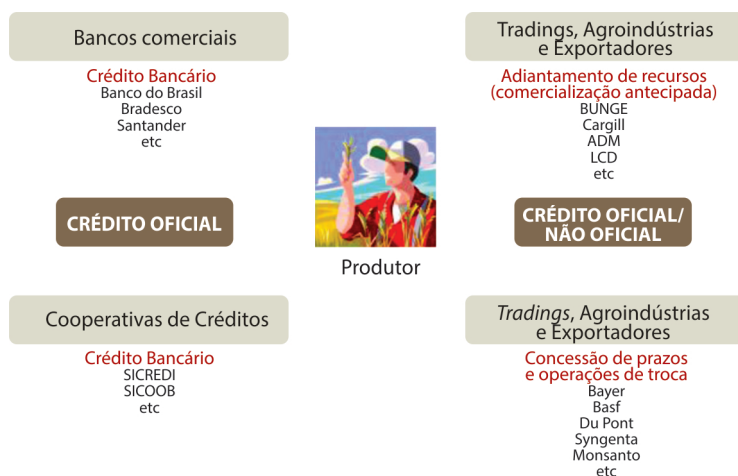 Bancos comerciais
Crédito Bancário
Banco do Brasil
Bradesco
Santander
etc
CRÉDITO OFICIAL
Cooperativas de Créditos
Crédito Bancário
SICREDI
SICOOB
etc
Produtor
Tradings, Agroindústrias
e Exportadores
Adiantamento de recursos
(comercialização antecipada)
BUNGE
Cargill
ADM
LCD
etc
CRÉDITO OFICIAL/
NÃO OFICIAL
Tradings, Agroindústrias
e Exportadores
Concessão de prazos
e operações de troca
Bayer
Basf
Du Pont
Syngenta
Monsanto
etc